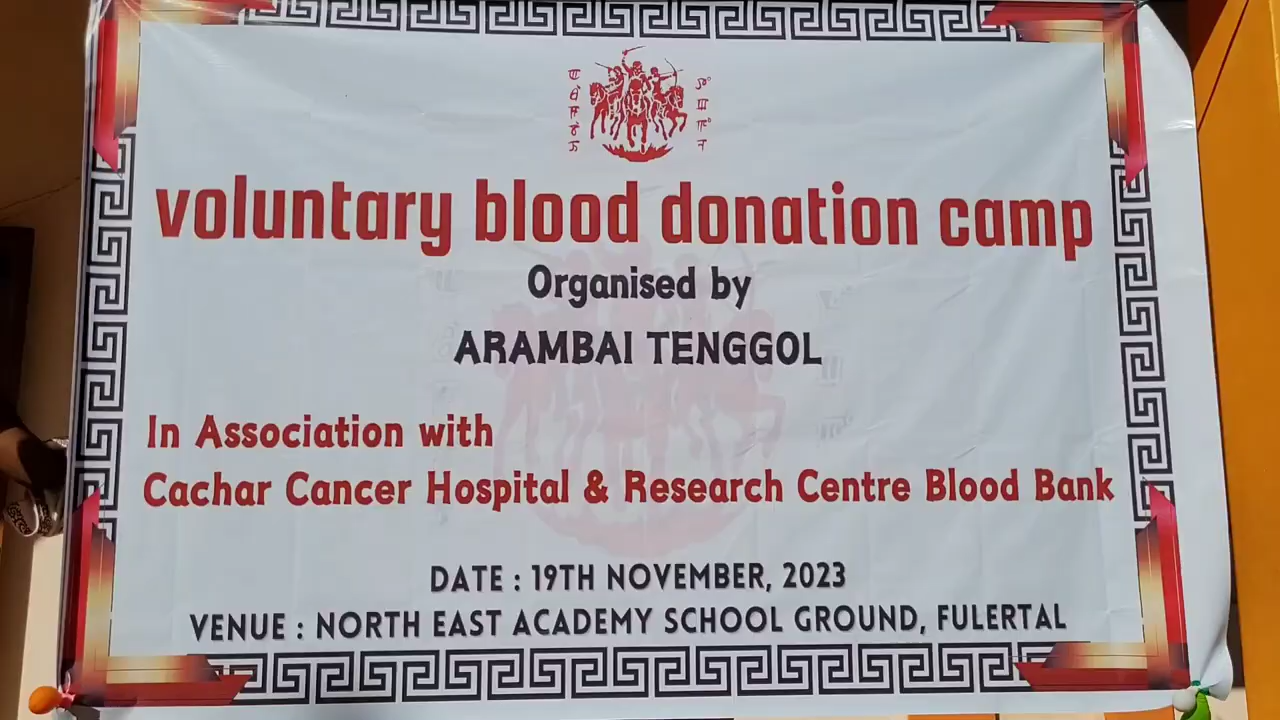 voluntary blood donation camp
Organised by
ARAMBAI TENGGOL
In Association with
Cachar Cancer Hospital & Research Centre Blood Bank
DATE : 19TH NOVEMBER, 2023
VENUE : NORTH EAST ACADEMY SCHOOL GROUND, FULERTAL